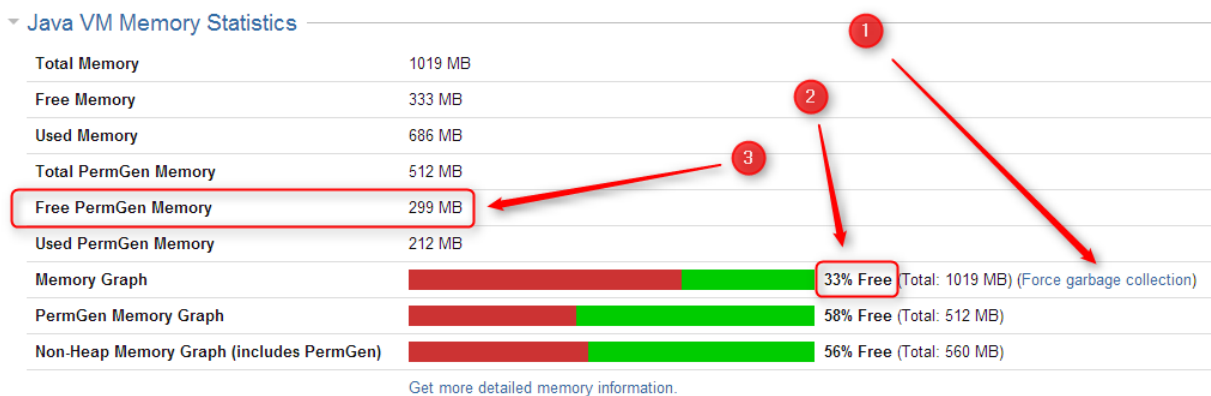 Java VM Memory Statistics
1
Total Memory 1019 MB
Free Memory 333 MB
2
Used Memory 686 MB
3
Total PermGen Memory 512 MB
Free PermGen Memory 299 MB
Used PermGen Memory 212 MB
Memory Graph 33% Free (Total: 1019 MB) (Force garbage collection)
PermGen Memory Graph 58% Free (Total: 512 MB)
Non-Heap Memory Graph (includes PermGen) 56% Free (Total: 560 MB)
Get more detailed memory information.